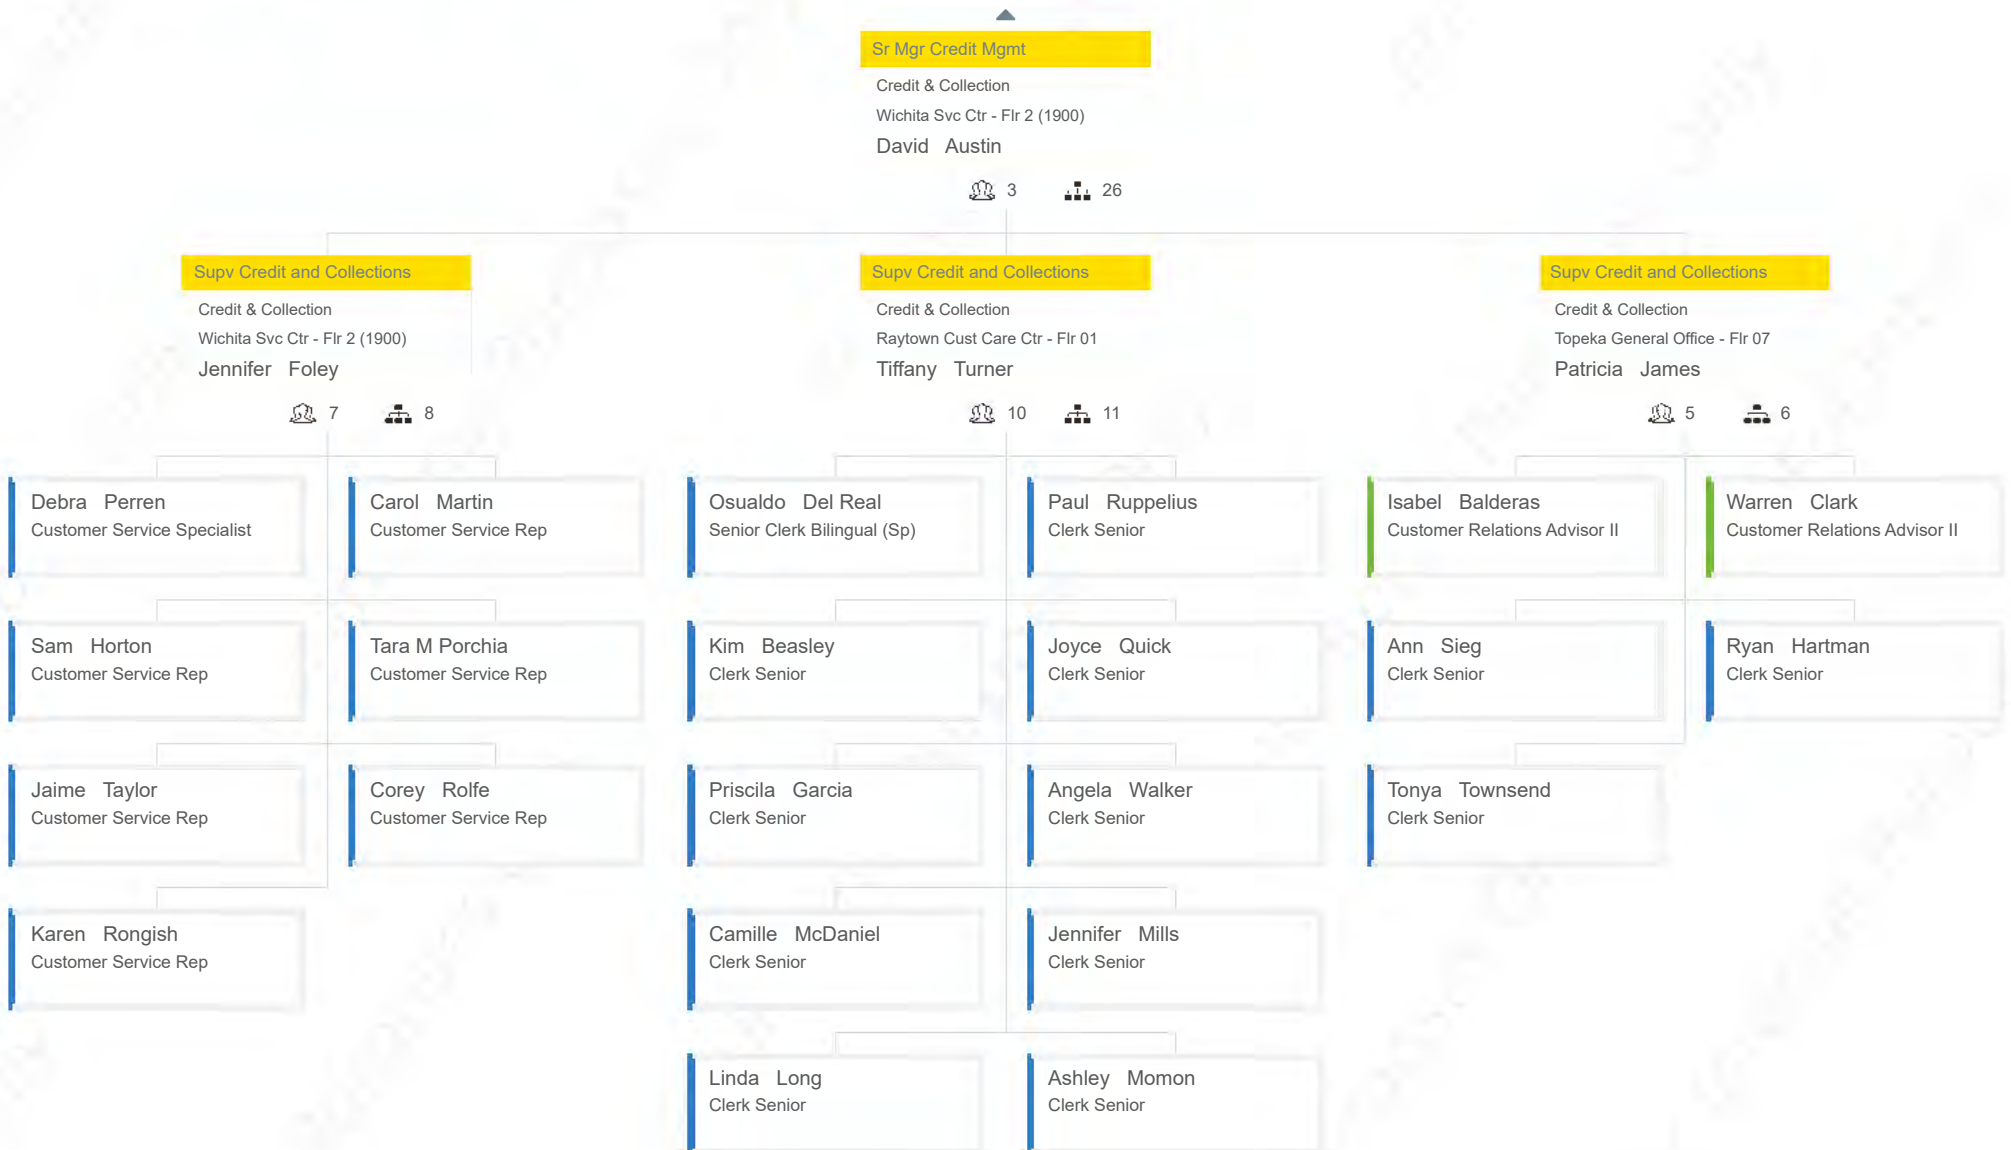 Sr Mgr Credit Mgmt
Credit & Collection
Wichita Svc Ctr - Flr 2 (1900)
David Austin
3 26
Supv Credit and Collections
Credit & Collection
Wichita Svc Ctr - Flr 2 (1900)
Jennifer Foley
7 8
Debra Perren
Customer Service Specialist
Carol Martin
Customer Service Rep
Sam Horton
Customer Service Rep
Tara M Porchia
Customer Service Rep
Jaime Taylor
Customer Service Rep
Corey Rolfe
Customer Service Rep
Karen Rongish
Customer Service Rep
Supv Credit and Collections
Credit & Collection
Raytown Cust Care Ctr - Flr 01
Tiffany Turner
10 11
Osualdo Del Real
Senior Clerk Bilingual (Sp)
Paul Ruppelius
Clerk Senior
Kim Beasley
Clerk Senior
Joyce Quick
Clerk Senior
Priscila Garcia
Clerk Senior
Angela Walker
Clerk Senior
Camille McDaniel
Clerk Senior
Jennifer Mills
Clerk Senior
Linda Long
Clerk Senior
Ashley Momon
Clerk Senior
Supv Credit and Collections
Credit & Collection
Topeka General Office - Flr 07
Patricia James
5 6
Isabel Balderas
Customer Relations Advisor II
Warren Clark
Customer Relations Advisor II
Ann Sieg
Clerk Senior
Ryan Hartman
Clerk Senior
Tonya Townsend
Clerk Senior